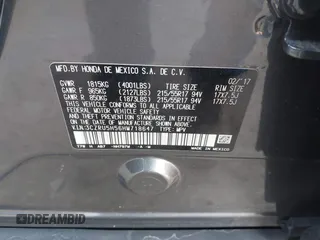 MFD.BY HONDA DE MEXICO S.A. DE C.V.
02/'17
GVWR 1815KG (4001LBS) TIRE SIZE RIM SIZE
GAWR F 965KG (2127LBS) 215/55R17 94V 17X7.5J
GAWR R 850KG (1873LBS) 215/55R17 94V 17X7.5J
THIS VEHICLE CONFORMS TO ALL APPLICABLE FEDERAL
MOTOR VEHICLE SAFETY, BUMPER, AND THEFT
PREVENTION STANDARDS IN EFFECT ON THE DATE OF
MANUFACTURE SHOWN ABOVE.
V.I.N:3CZRU5H56HM718647 TYPE:MPV
MADE IN MEXICO
DREAMBID